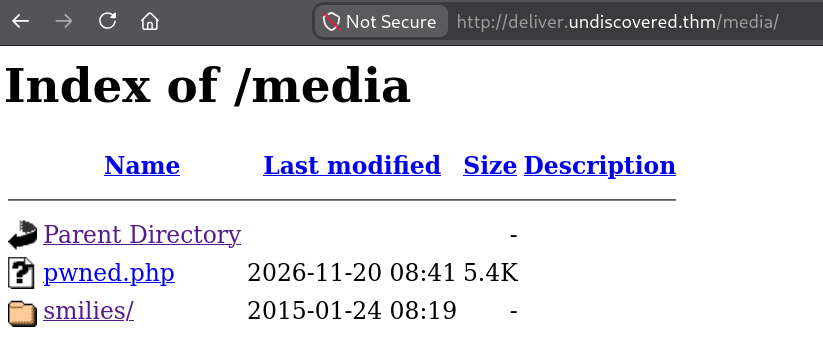 Not Secure http://deliver.undiscovered.thm/media/
Index of /media
Name Last modified Size Description
Parent Directory -
pwned.php 2026-11-20 08:41 5.4K
smilies/ 2015-01-24 08:19 -